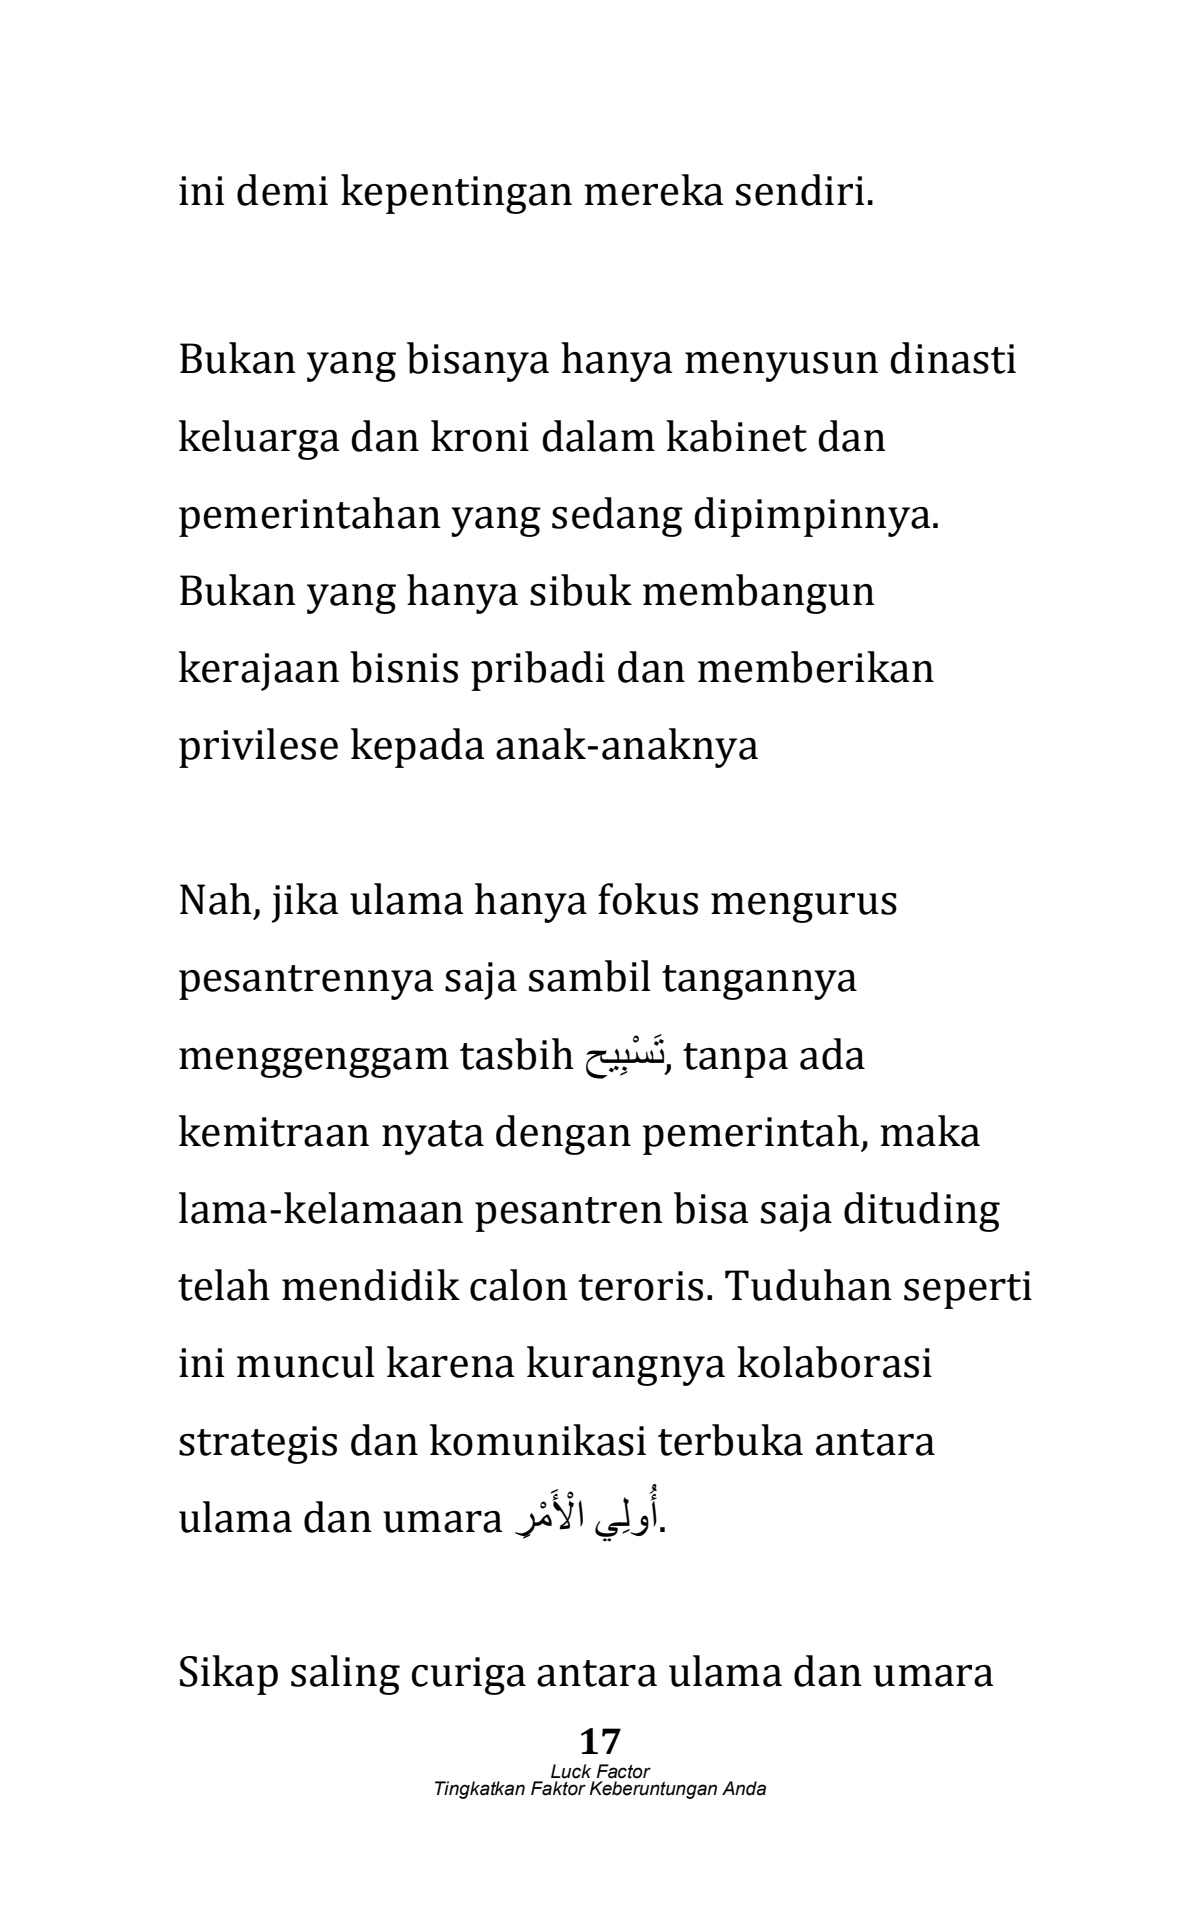 ini demi kepentingan mereka sendiri.
Bukan yang bisanya hanya menyusun dinasti
keluarga dan kroni dalam kabinet dan
pemerintahan yang sedang dipimpinnya.
Bukan yang hanya sibuk membangun
kerajaan bisnis pribadi dan memberikan
privilese kepada anak-anaknya
Nah, jika ulama hanya fokus mengurus
pesantrennya saja sambil tangannya
menggenggam tasbih تَسْبِيح, tanpa ada
kemitraan nyata dengan pemerintah, maka
lama-kelamaan pesantren bisa saja dituding
telah mendidik calon teroris. Tuduhan seperti
ini muncul karena kurangnya kolaborasi
strategis dan komunikasi terbuka antara
ulama dan umara أُولِي الْأَمْرِ.
Sikap saling curiga antara ulama dan umara
17
Luck Factor
Tingkatkan Faktor Keberuntungan Anda